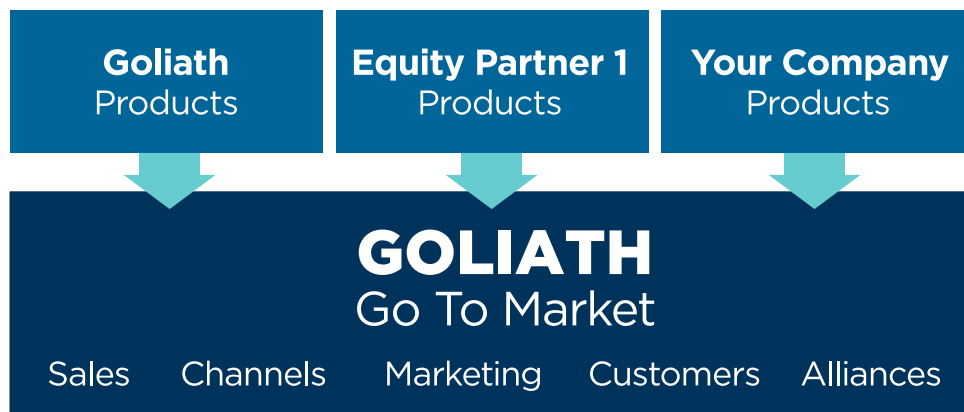 Goliath
Products
Equity Partner 1
Products
Your Company
Products
GOLIATH
Go To Market
Sales Channels Marketing Customers Alliances